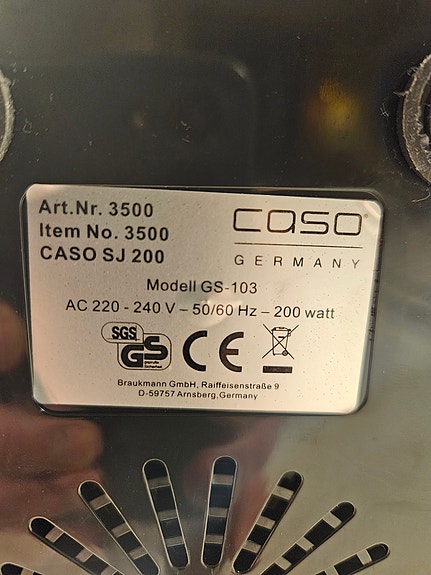 Art.Nr. 3500
Item No. 3500
CASO SJ 200
caso®
GERMANY
Modell GS-103
AC 220 - 240 V – 50/60 Hz – 200 watt
SGS
GS
CE
Braukmann GmbH, Raiffeisenstraße 9
D-59757 Arnsberg,Germany